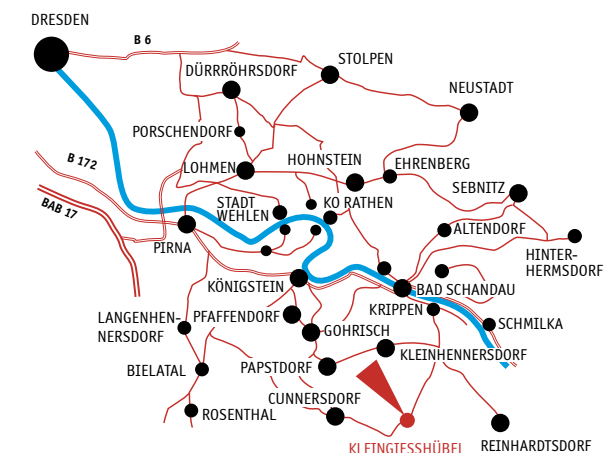 DRESDEN
B 6
STOLPEN
DÜRRRÖHRSDORF
NEUSTADT
PORSCHENDORF
B 172
LOHMEN
HOHNSTEIN
EHRENBERG
SEBNITZ
BAB 17
STADT
WEHLEN
KO RATHEN
ALTENDORF
PIRNA
HINTER-
HERMSDORF
KÖNIGSTEIN
BAD SCHANDAU
KRIPPEN
LANGENHEN-
NERSDORF
PFAFFENDORF
SCHMILKA
GOHRISCH
KLEINHENNERSDORF
BIELATAL
PAPSTDORF
CUNNERSDORF
ROSENTHAL
KLEINGIESSHÜBEL
REINHARDTSDORF